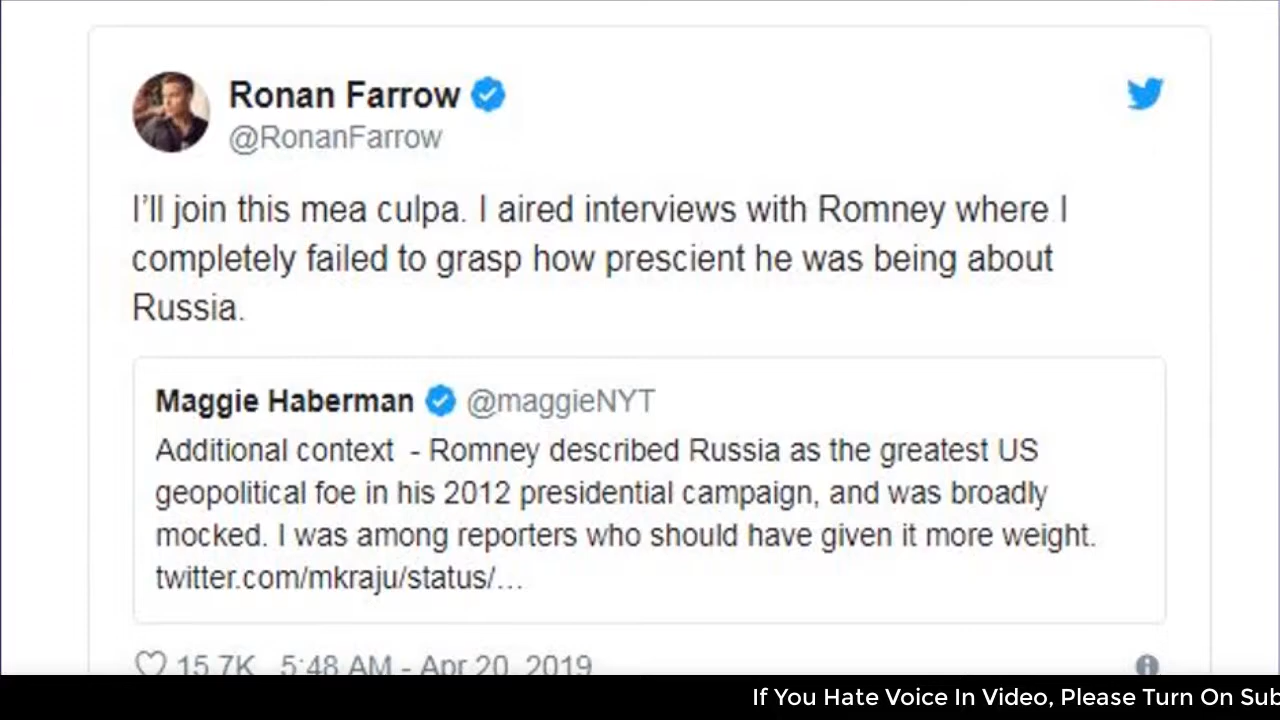 Ronan Farrow
@RonanFarrow
I'll join this mea culpa. I aired interviews with Romney where I
completely failed to grasp how prescient he was being about
Russia.
Maggie Haberman @maggieNYT
Additional context - Romney described Russia as the greatest US
geopolitical foe in his 2012 presidential campaign, and was broadly
mocked. I was among reporters who should have given it more weight.
twitter.com/mkraju/status/...
15.7K 5:48 AM - Apr 20, 2019
If You Hate Voice In Video, Please Turn On Sub